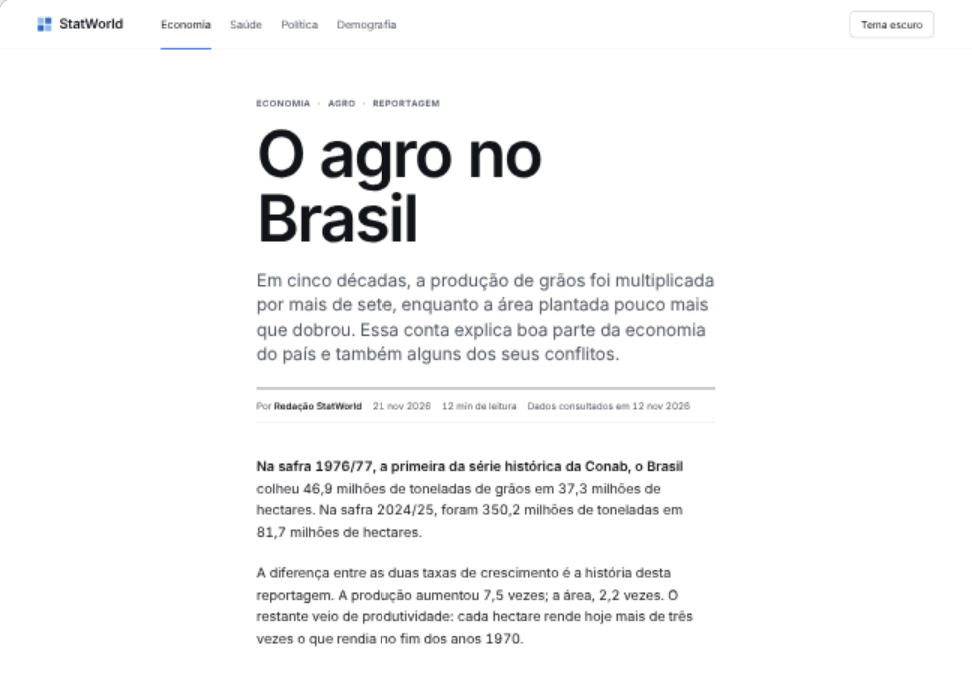 StatWorld Economia Saúde Política Demografia Tema escuro
ECONOMIA · AGRO · REPORTAGEM
O agro no
Brasil
Em cinco décadas, a produção de grãos foi multiplicada
por mais de sete, enquanto a área plantada pouco mais
que dobrou. Essa conta explica boa parte da economia
do país e também alguns dos seus conflitos.
Por Redação StatWorld 21 nov 2026 12 min de leitura Dados consultados em 12 nov 2026
Na safra 1976/77, a primeira da série histórica da Conab, o Brasil
colheu 46,9 milhões de toneladas de grãos em 37,3 milhões de
hectares. Na safra 2024/25, foram 350,2 milhões de toneladas em
81,7 milhões de hectares.
A diferença entre as duas taxas de crescimento é a história desta
reportagem. A produção aumentou 7,5 vezes; a área, 2,2 vezes. O
restante veio de produtividade: cada hectare rende hoje mais de três
vezes o que rendia no fim dos anos 1970.